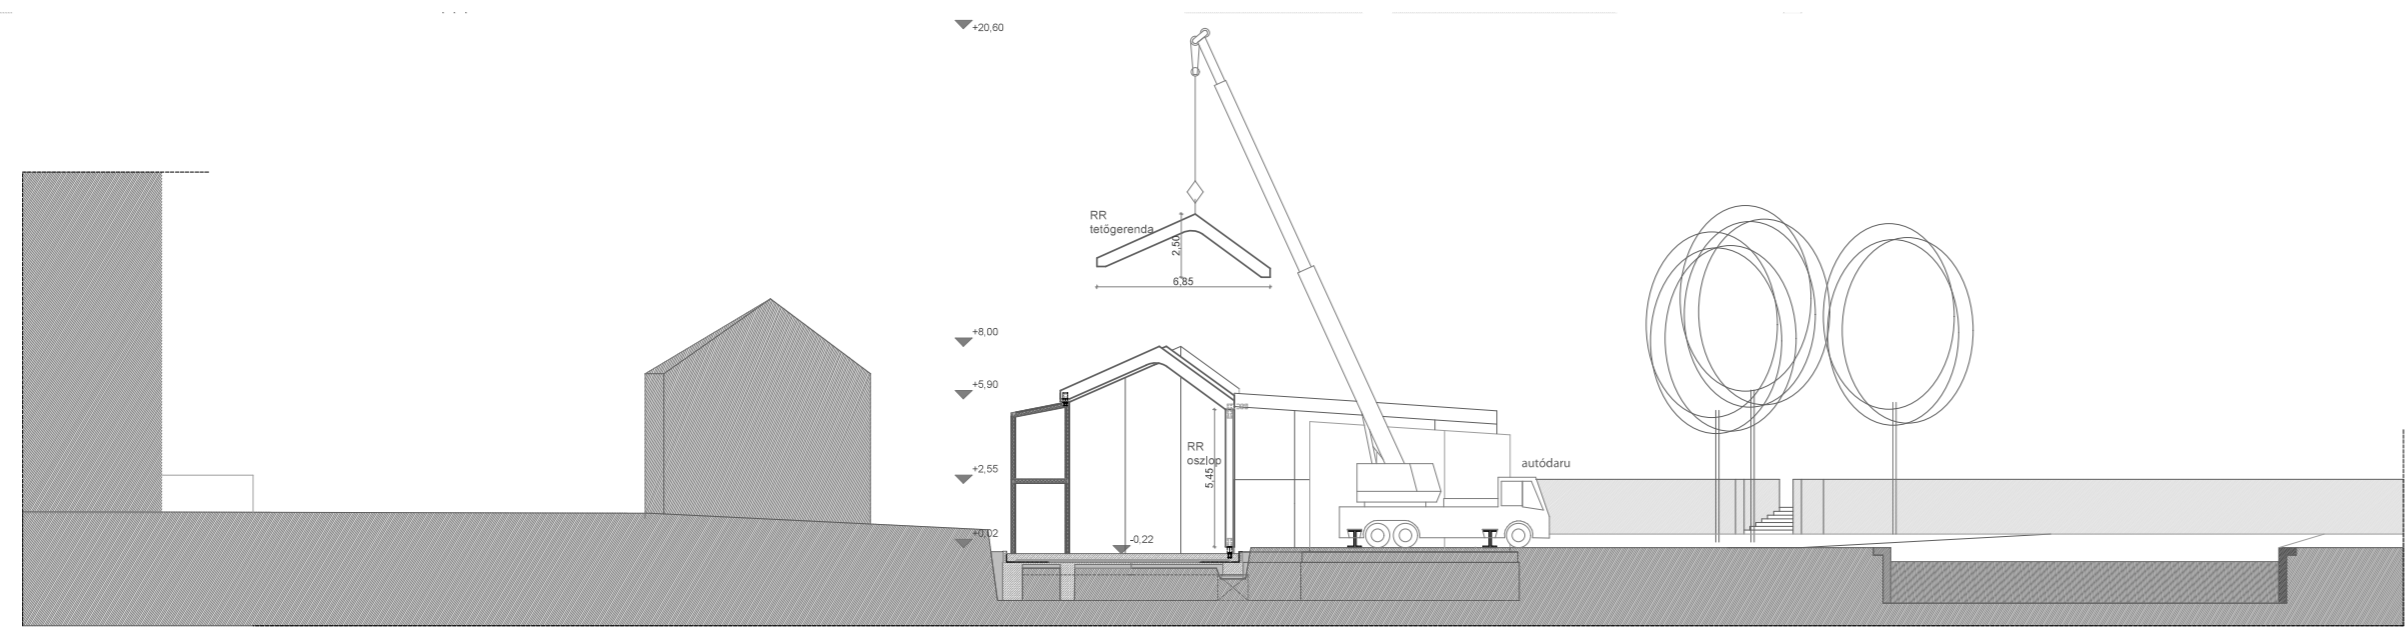 +20,60
RR
tetőgerenda
2,50
6,85
+8,00
+5,90
RR
oszlop
5,45
autódaru
+2,55
+0,02
-0,22